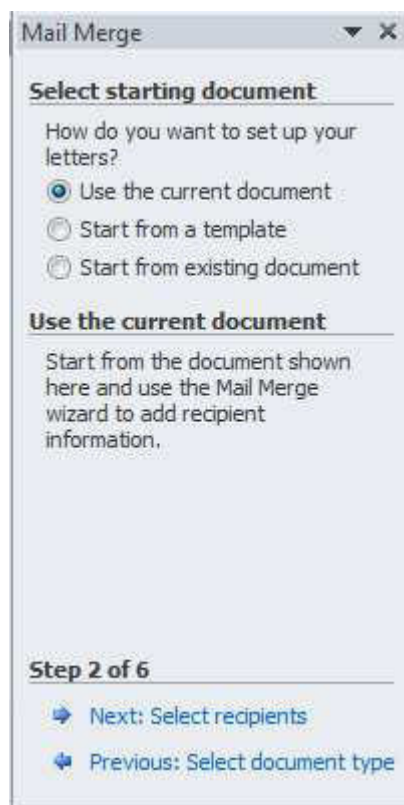 Mail Merge
Select starting document
How do you want to set up your
letters?
Use the current document
Start from a template
Start from existing document
Use the current document
Start from the document shown
here and use the Mail Merge
wizard to add recipient
information.
Step 2 of 6
Next: Select recipients
Previous: Select document type